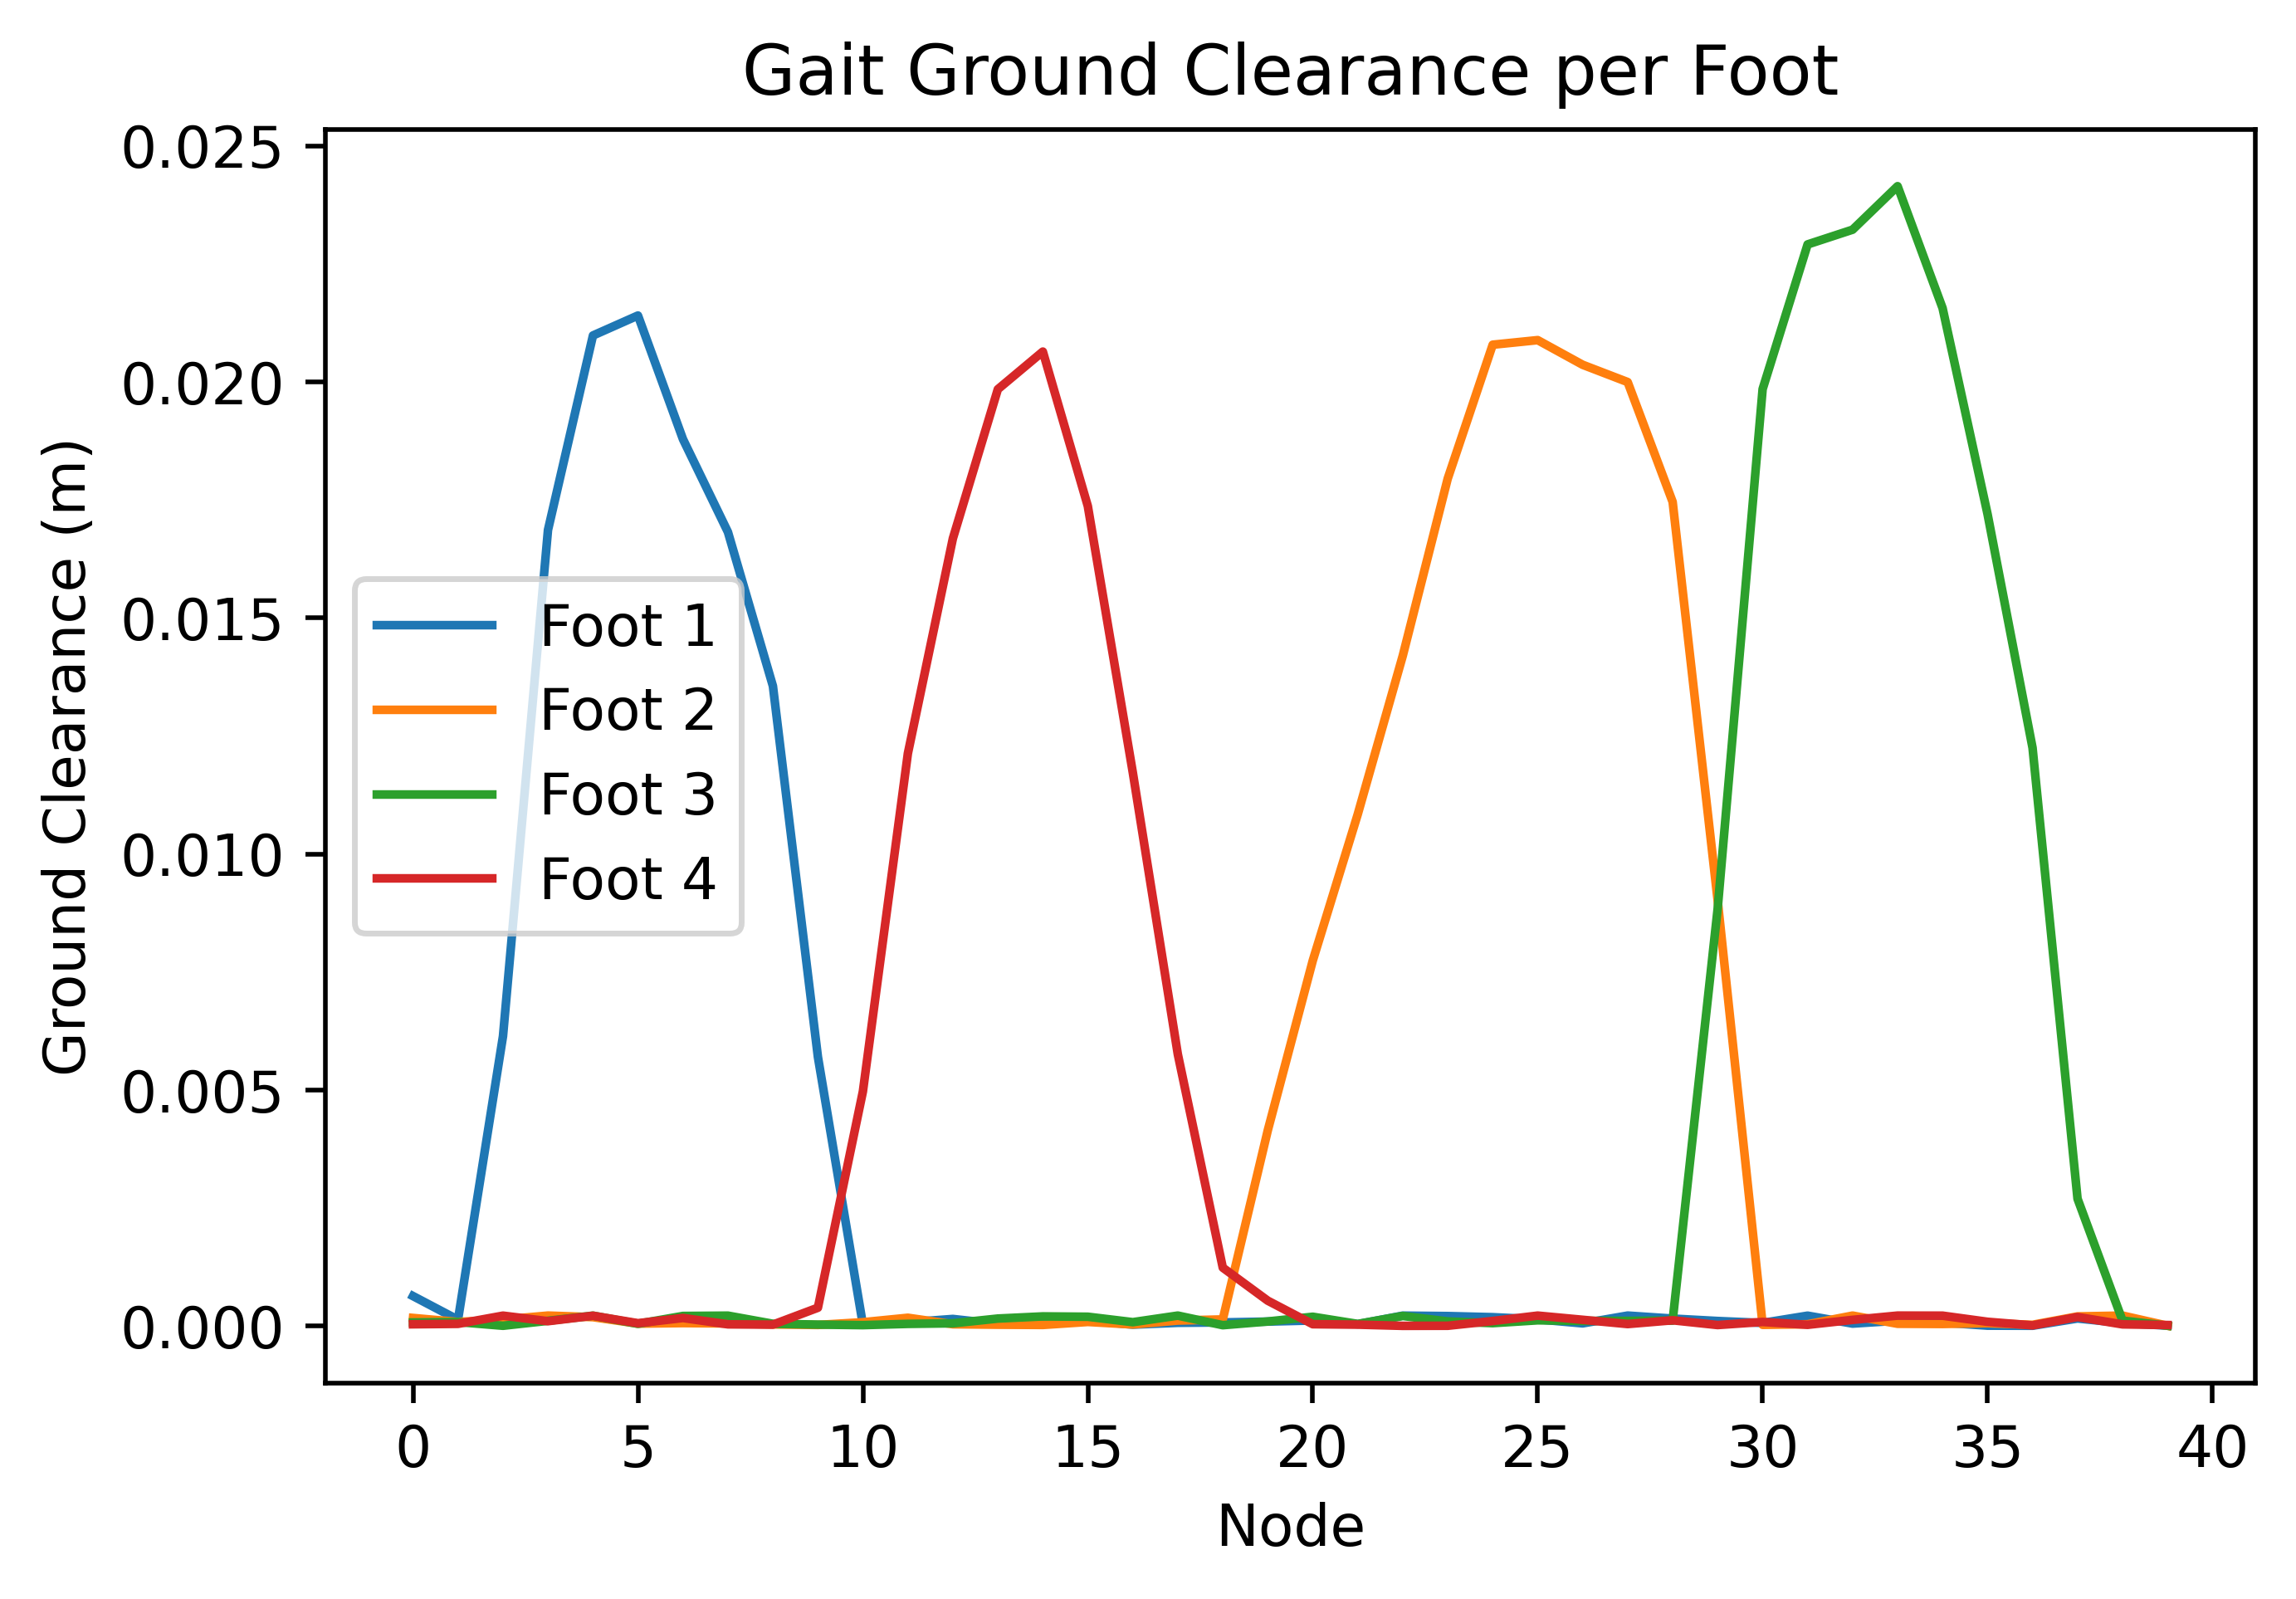 Gait Ground Clearance per Foot
0.025
0.020
0.015
0.010
0.005
0.000
Ground Clearance (m)
Foot 1
Foot 2
Foot 3
Foot 4
0 5 10 15 20 25 30 35 40
Node